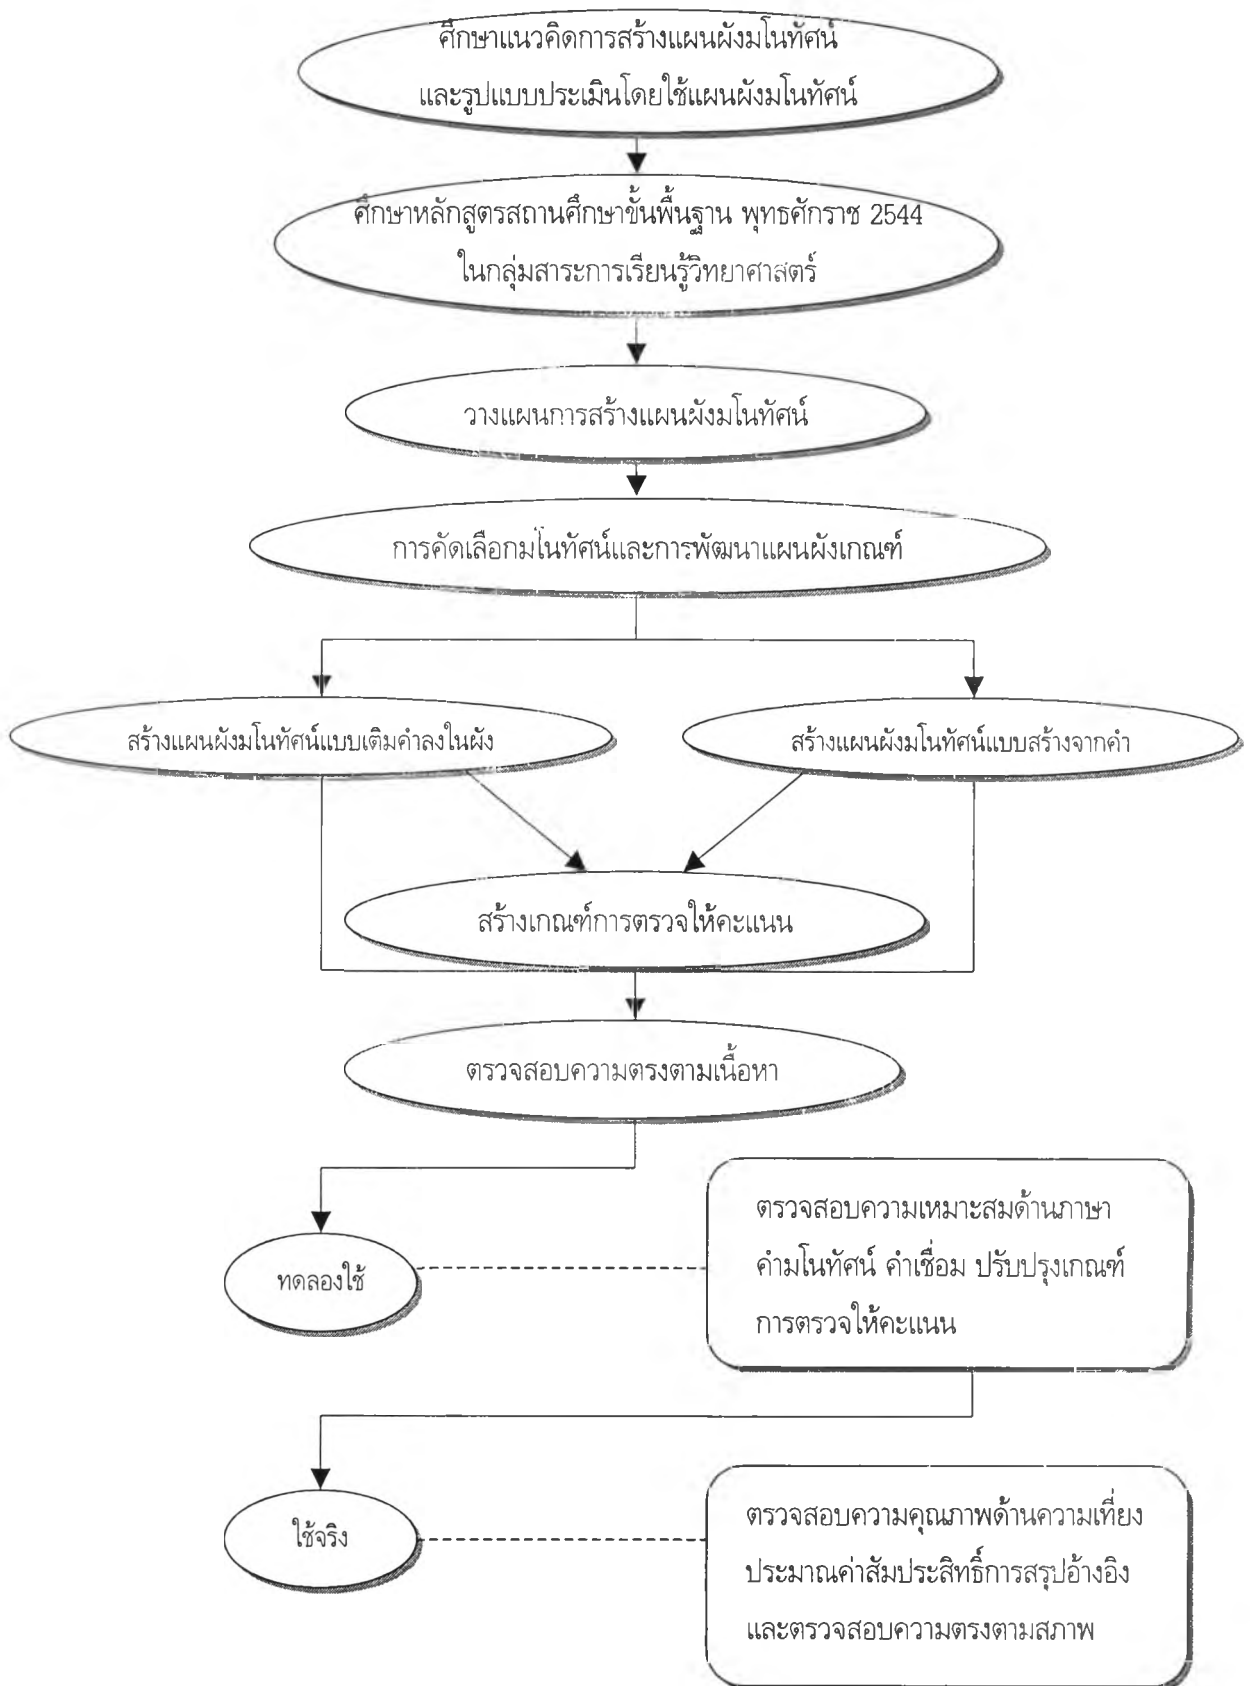 ศึกษาแนวคิดการสร้างแผนผังมโนทัศน์
และรูปแบบประเมินโดยใช้แผนผังมโนทัศน์
ศึกษาหลักสูตรสถานศึกษาขั้นพื้นฐาน พุทธศักราช 2544
ในกลุ่มสาระการเรียนรู้วิทยาศาสตร์
วางแผนการสร้างแผนผังมโนทัศน์
การคัดเลือกมโนทัศน์และการพัฒนาแผนผังเกณฑ์
สร้างแผนผังมโนทัศน์แบบเติมคำลงในผัง
สร้างแผนผังมโนทัศน์แบบสร้างจากคำ
สร้างเกณฑ์การตรวจให้คะแนน
ตรวจสอบความตรงตามเนื้อหา
ตรวจสอบความเหมาะสมด้านภาษา
คำมโนทัศน์ คำเชื่อม ปรับปรุงเกณฑ์
การตรวจให้คะแนน
ทดลองใช้
ตรวจสอบความคุณภาพด้านความเที่ยง
ประมาณค่าสัมประสิทธิ์การสรุปอ้างอิง
และตรวจสอบความตรงตามสภาพ
ใช้จริง